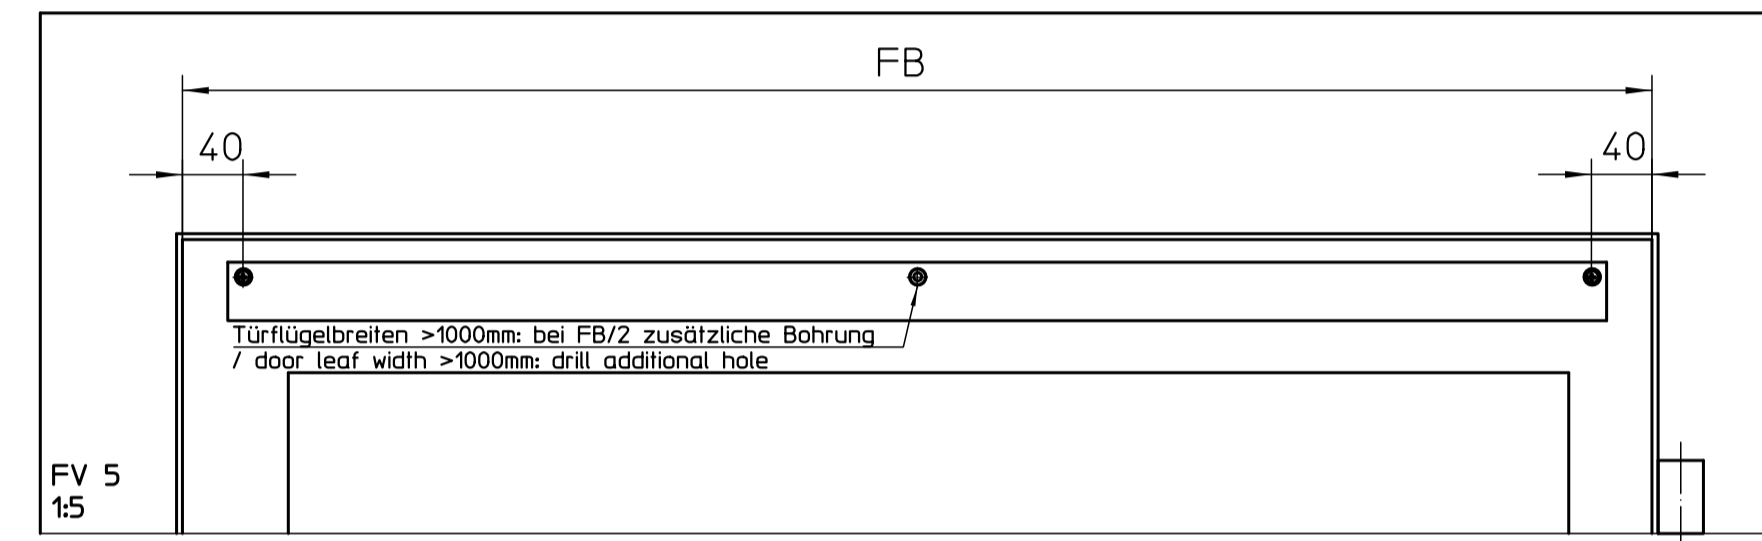 FB
40
40
Türflügelbreiten >1000mm: bei FB/2 zusätzliche Bohrung
/ door leaf width >1000mm: drill additional hole
FV 5
1:5